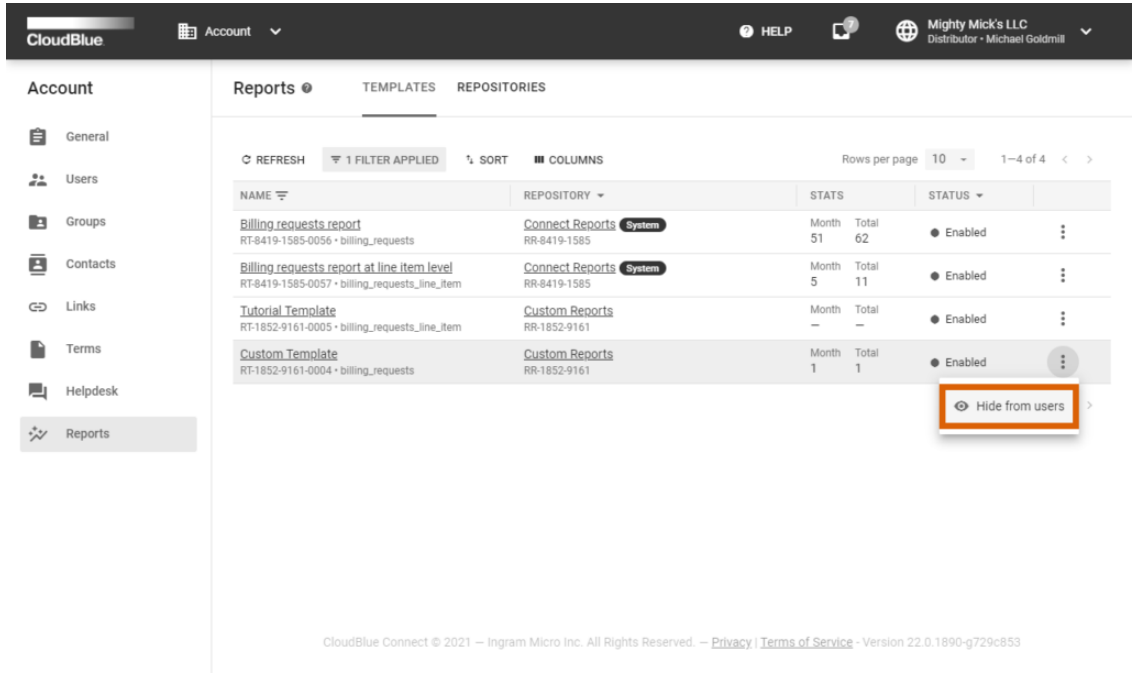 CloudBlue. Account HELP 7 Mighty Mick's LLC
Distributor • Michael Goldmill
Account
General
Users
Groups
Contacts
Links
Terms
Helpdesk
Reports
Reports TEMPLATES REPOSITORIES
REFRESH 1 FILTER APPLIED SORT COLUMNS Rows per page 10 1–4 of 4
NAME REPOSITORY STATS STATUS
Billing requests report Connect Reports System Month Total
RT-8419-1585-0056 • billing_requests RR-8419-1585 51 62 Enabled
Billing requests report at line item level Connect Reports System Month Total
RT-8419-1585-0057 • billing_requests_line_item RR-8419-1585 5 11 Enabled
Tutorial Template Custom Reports Month Total
RT-1852-9161-0005 • billing_requests_line_item RR-1852-9161 – – Enabled
Custom Template Custom Reports Month Total
RT-1852-9161-0004 • billing_requests RR-1852-9161 1 1 Enabled
Hide from users
CloudBlue Connect © 2021 — Ingram Micro Inc. All Rights Reserved. — Privacy | Terms of Service - Version 22.0.1890-g729c853